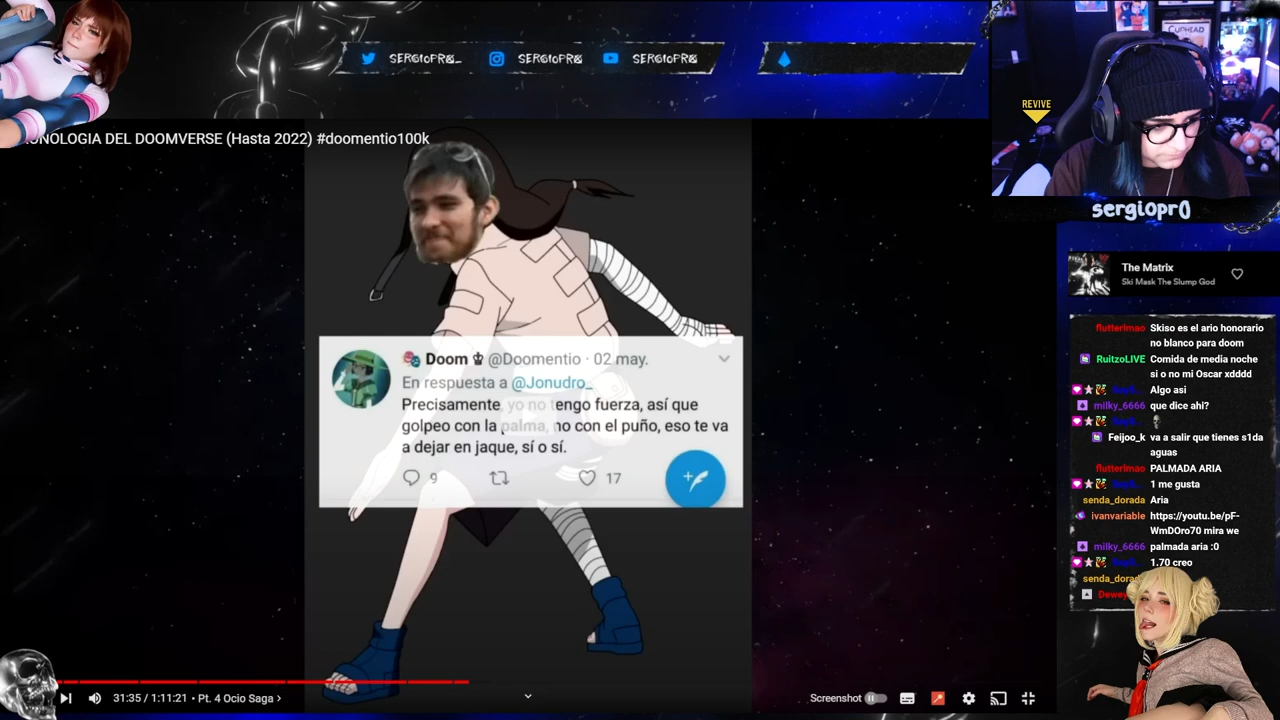 SERGIOPR0_
SERGIOPR0
SERGIOPR0
REVIVE
NOLOGIA DEL DOOMVERSE (Hasta 2022) #doomentio100k
CUPHEAD
sergiopr0
The Matrix
Ski Mask The Slump God
Doom @Doomentio · 02 may.
En respuesta a @Jonudro_
Precisamente yo no tengo fuerza, así que
golpeo con la palma, no con el puño, eso te va
a dejar en jaque, sí o sí.
9
17
flutterlmao Skiso es el ario honorario
no blanco para doom
RuitzoLIVE Comida de media noche
si o no mi Oscar xdddd
Algo asi
milky_6666 que dice ahi?
Feijoo_k va a salir que tienes s1da
aguas
flutterlmao PALMADA ARIA
1 me gusta
senda_dorada Aria
ivanvariable https://youtu.be/pF-
WmDOro70 mira we
milky_6666 palmada aria :0
1.70 creo
senda_dorad
Dewey
31:35 / 1:11:21 • Pt. 4 Ocio Saga ›
Screenshot